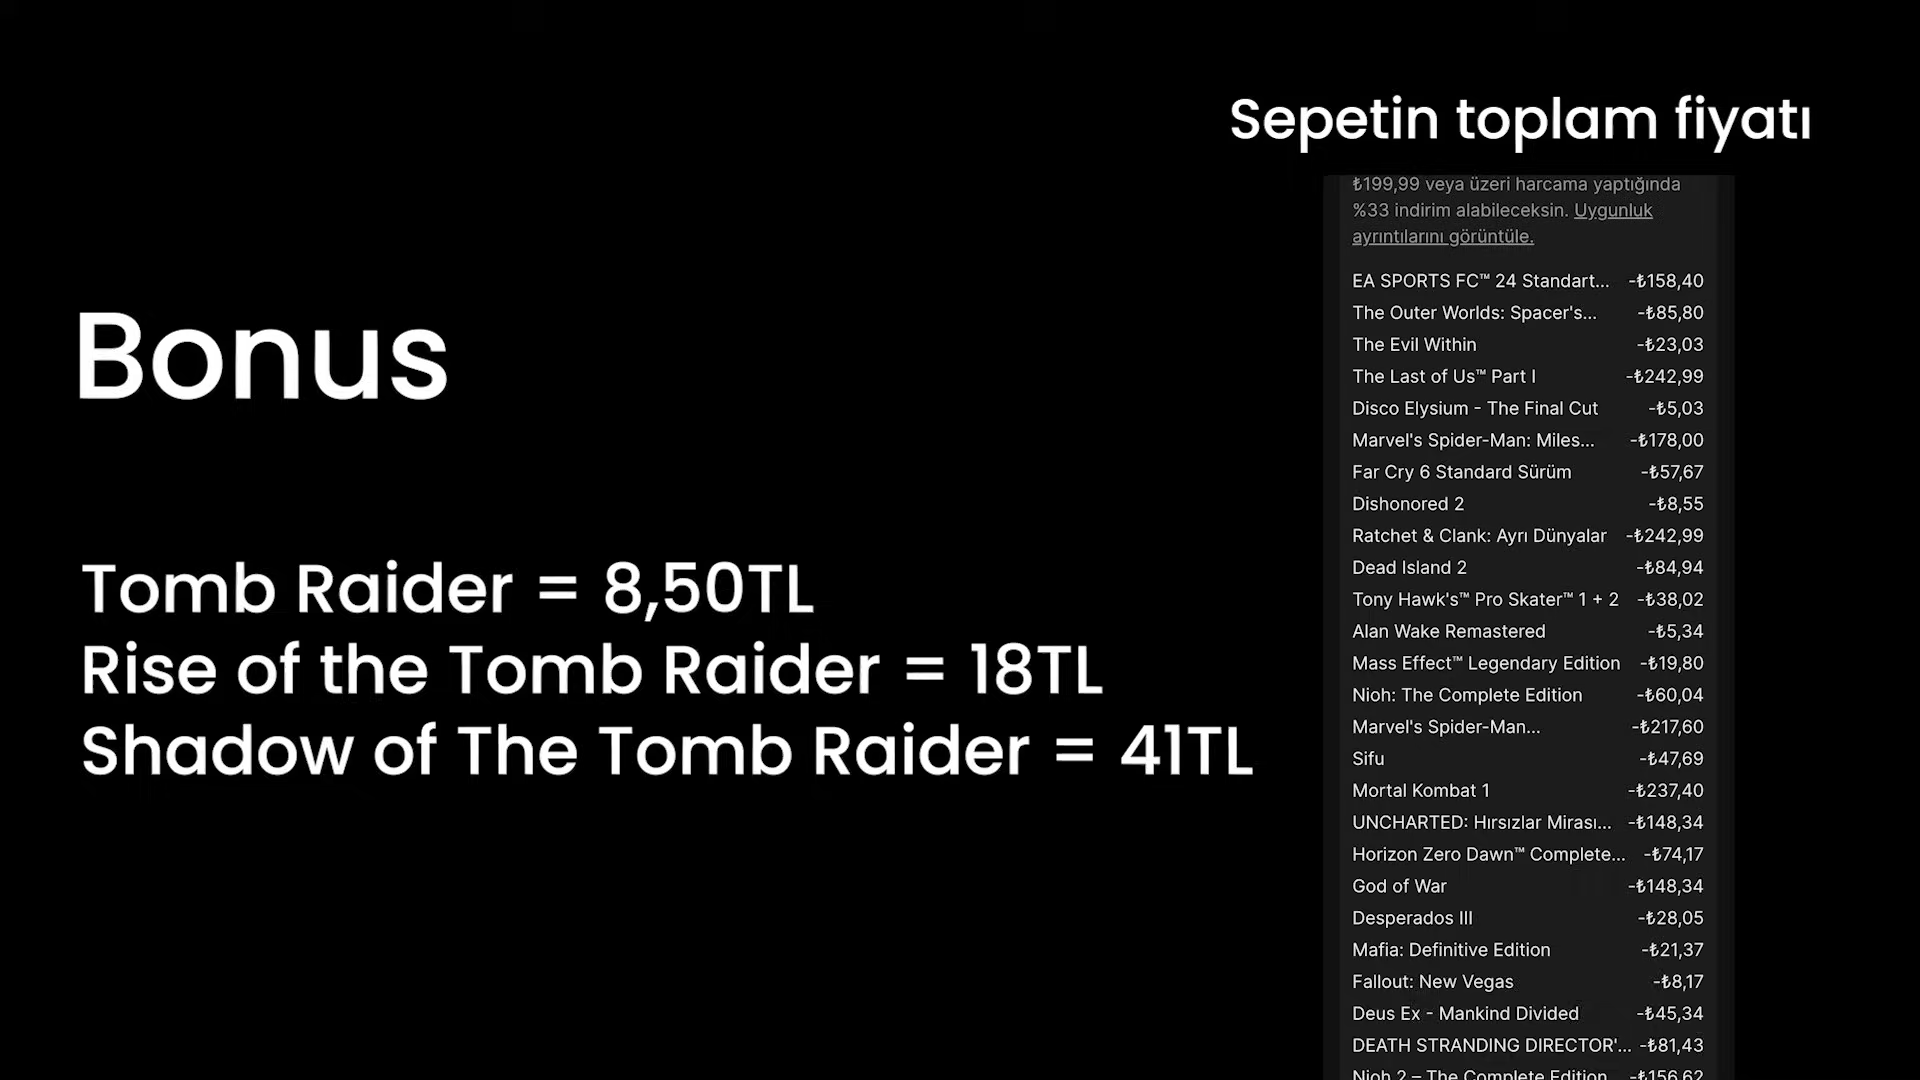 Sepetin toplam fiyatı
₺199,99 veya üzeri harcama yaptığında
%33 indirim alabileceksin. Uygunluk
ayrıntılarını görüntüle.
EA SPORTS FC™ 24 Standart... -₺158,40
The Outer Worlds: Spacer's... -₺85,80
The Evil Within -₺23,03
The Last of Us™ Part I -₺242,99
Disco Elysium - The Final Cut -₺5,03
Marvel's Spider-Man: Miles... -₺178,00
Far Cry 6 Standard Sürüm -₺57,67
Dishonored 2 -₺8,55
Ratchet & Clank: Ayrı Dünyalar -₺242,99
Dead Island 2 -₺84,94
Tony Hawk's™ Pro Skater™ 1 + 2 -₺38,02
Alan Wake Remastered -₺5,34
Mass Effect™ Legendary Edition -₺19,80
Nioh: The Complete Edition -₺60,04
Marvel's Spider-Man... -₺217,60
Sifu -₺47,69
Mortal Kombat 1 -₺237,40
UNCHARTED: Hırsızlar Mirası... -₺148,34
Horizon Zero Dawn™ Complete... -₺74,17
God of War -₺148,34
Desperados III -₺28,05
Mafia: Definitive Edition -₺21,37
Fallout: New Vegas -₺8,17
Deus Ex - Mankind Divided -₺45,34
DEATH STRANDING DIRECTOR'... -₺81,43
Nioh 2 – The Complete Edition -₺156,62
Bonus
Tomb Raider = 8,50TL
Rise of the Tomb Raider = 18TL
Shadow of The Tomb Raider = 41TL